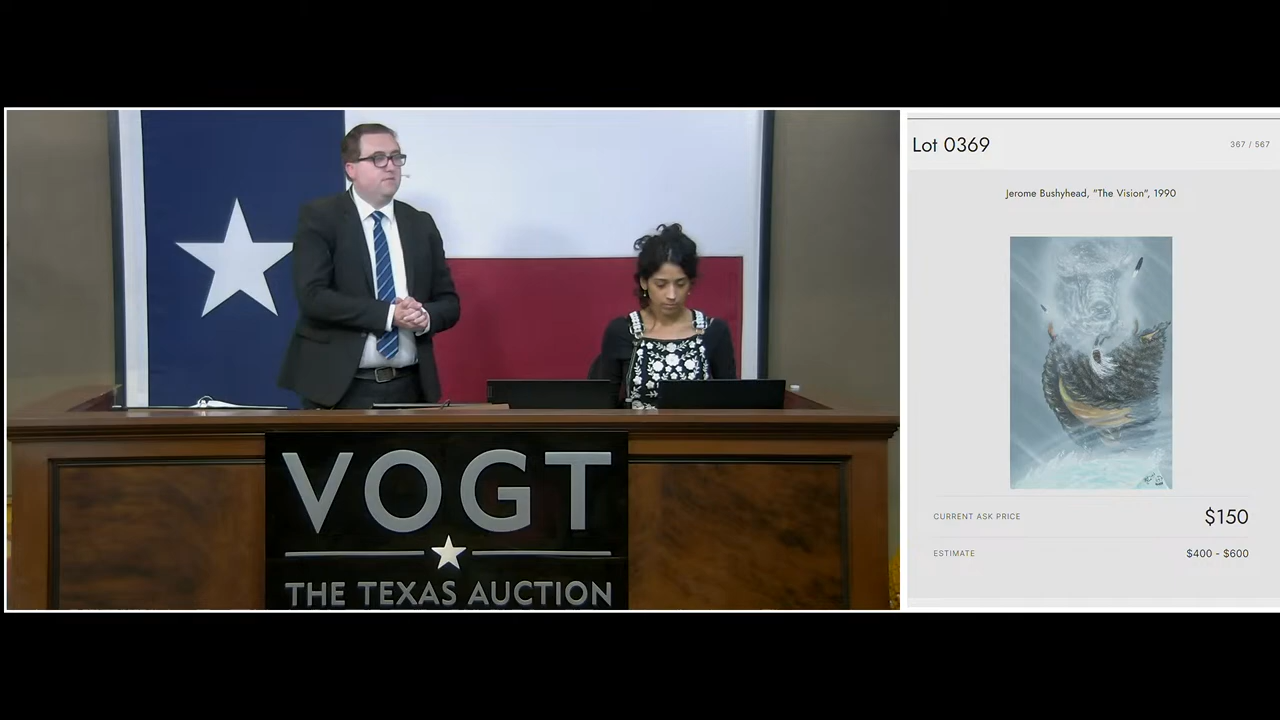 VOGT
THE TEXAS AUCTION
Lot 0369
367 / 567
Jerome Bushyhead, "The Vision", 1990
CURRENT ASK PRICE
$150
ESTIMATE
$400 - $600